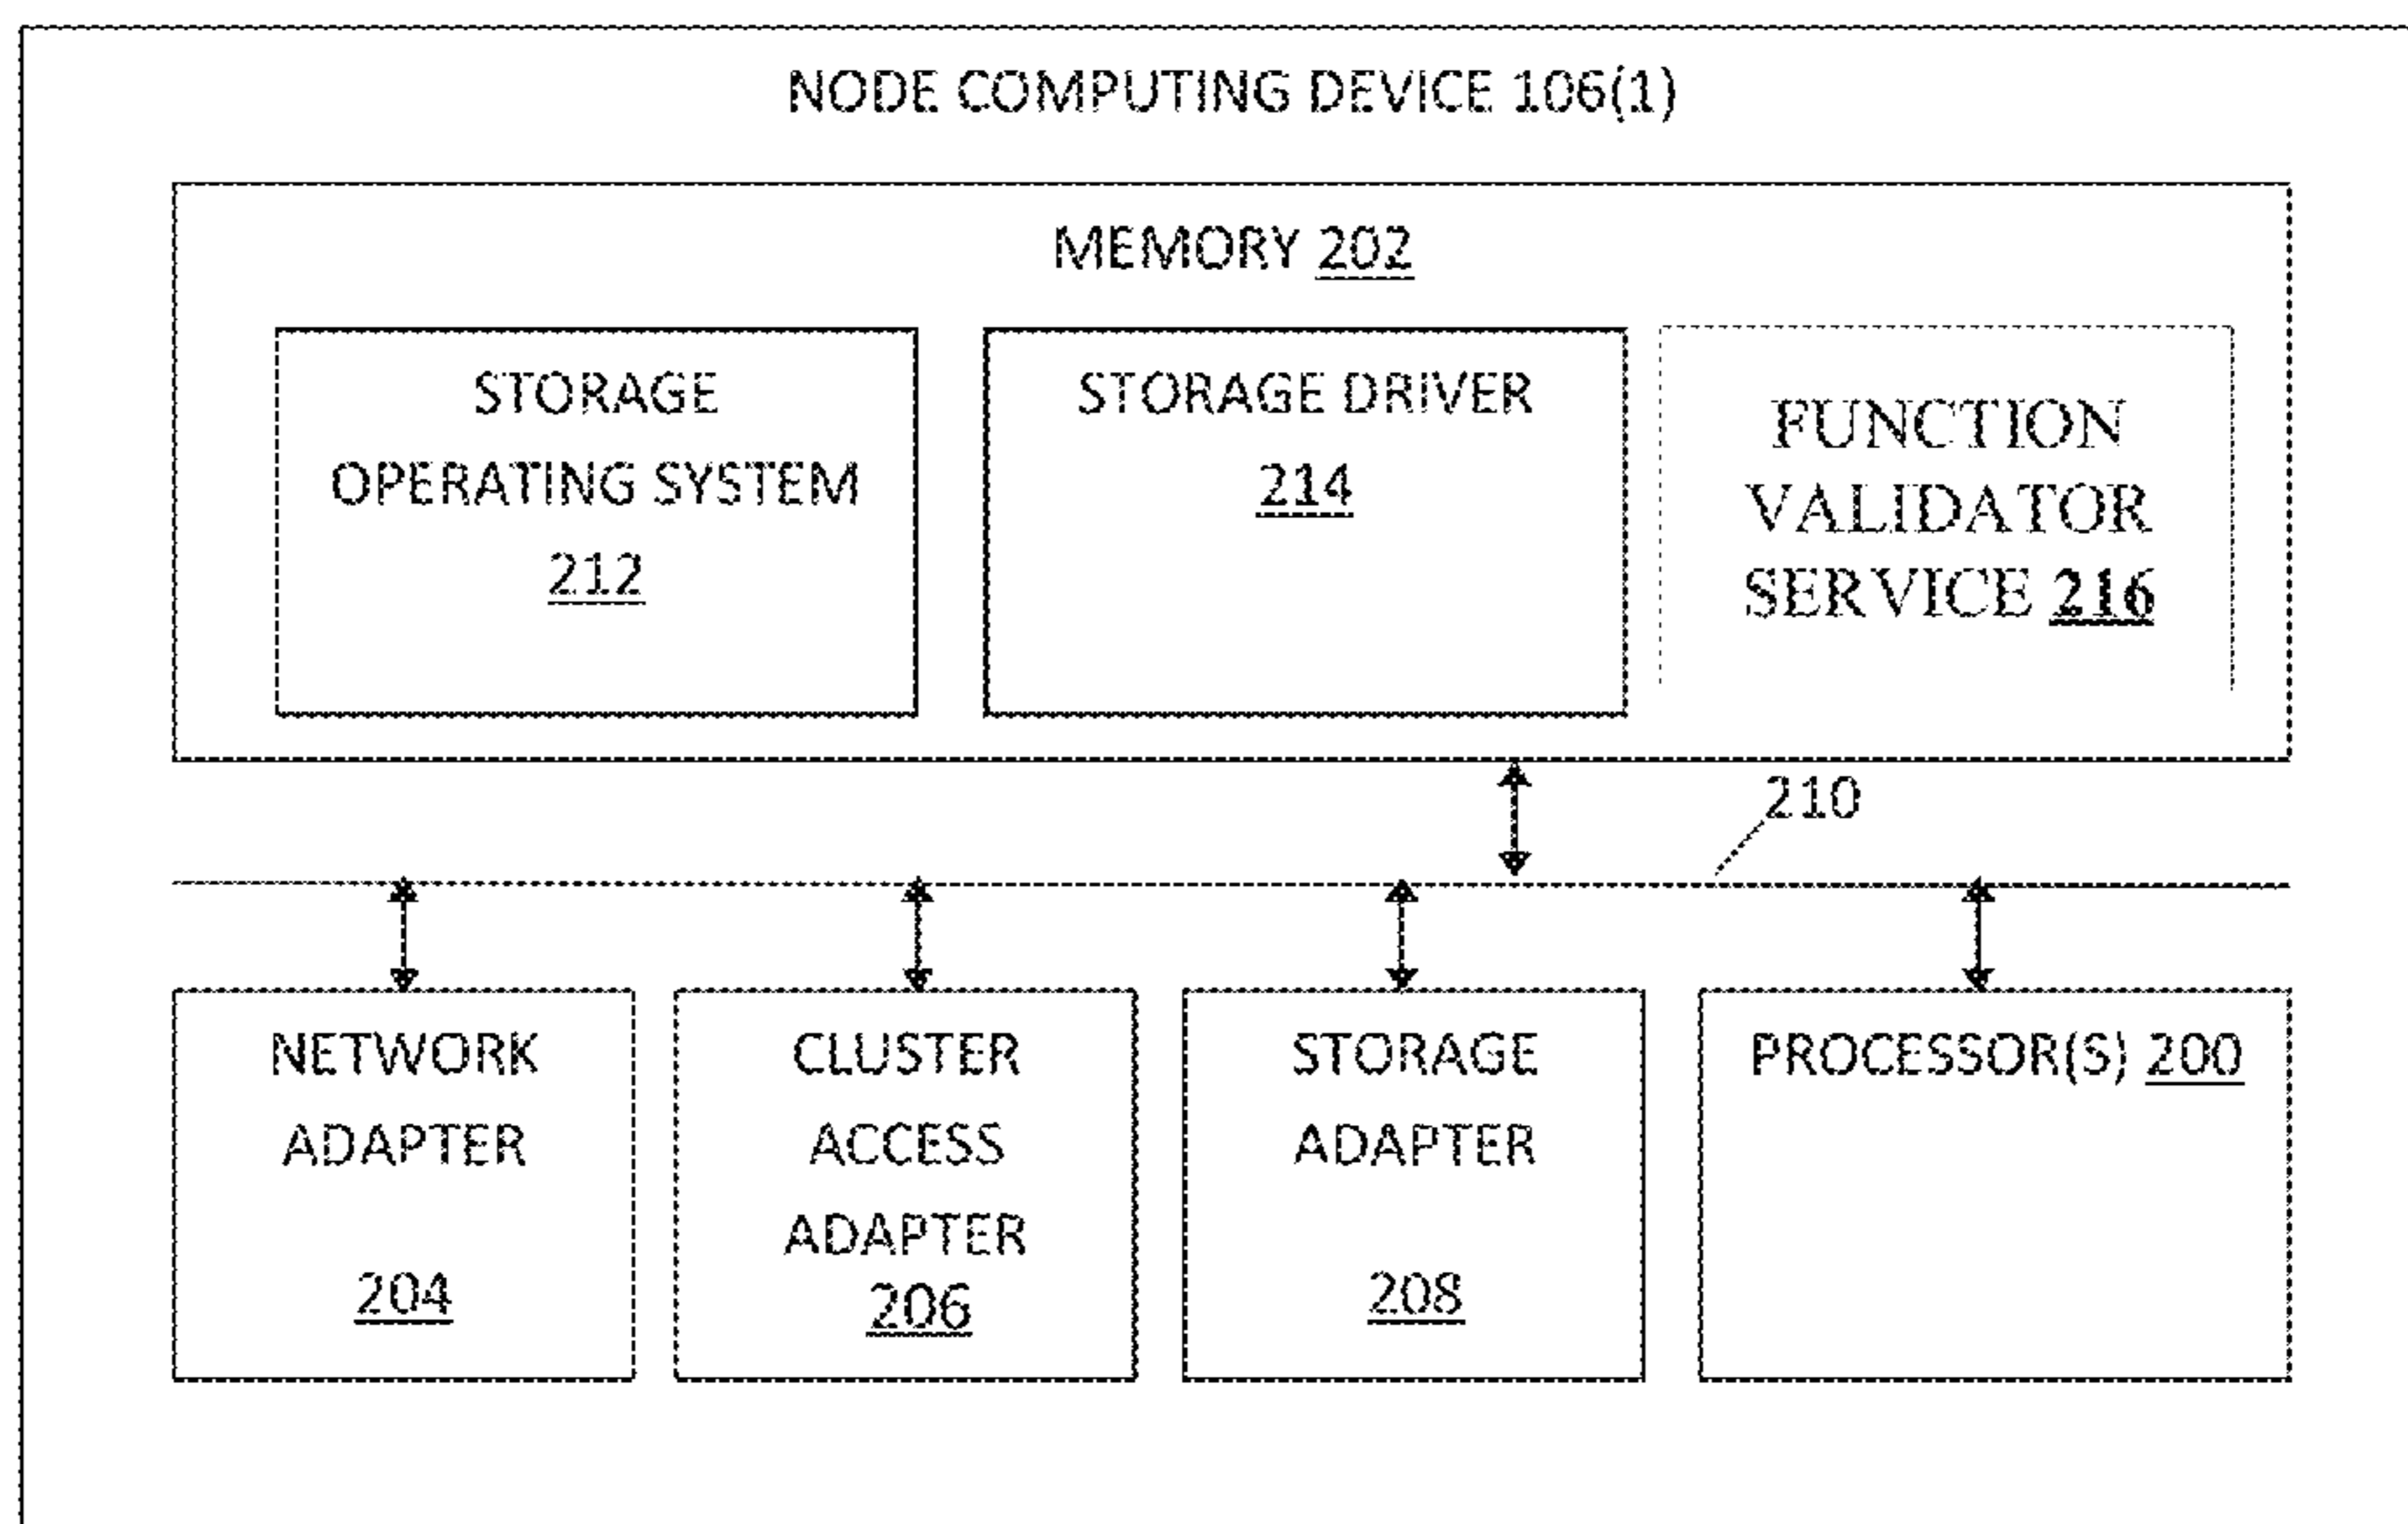 NODE COMPUTING DEVICE 106(1)
MEMORY 202
STORAGE
OPERATING SYSTEM
212
STORAGE DRIVER
214
FUNCTION
VALIDATOR
SERVICE 216
210
NETWORK
ADAPTER
204
CLUSTER
ACCESS
ADAPTER
206
STORAGE
ADAPTER
208
PROCESSOR(S) 200